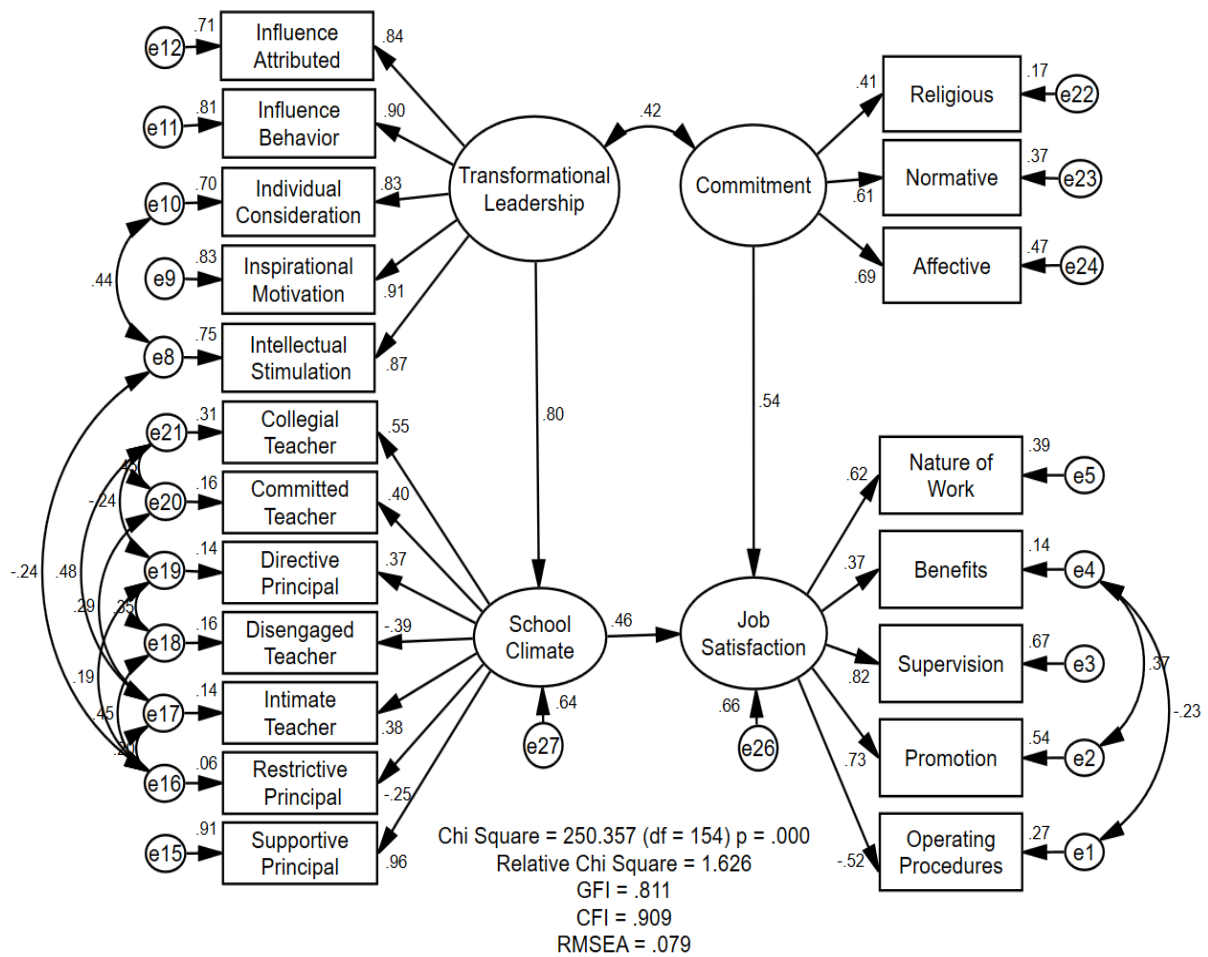 .71
e12
Influence
Attributed
.84
.81
e11
Influence
Behavior
.90
.70
e10
Individual
Consideration
.83
.83
e9
Inspirational
Motivation
.91
.44
.75
e8
Intellectual
Stimulation
.87
Transformational
Leadership
.42
Commitment
.41
Religious
.17
e22
.61
Normative
.37
e23
.69
Affective
.47
e24
.80
.54
.31
e21
Collegial
Teacher
.55
.16
e20
Committed
Teacher
.40
-.24
.14
e19
Directive
Principal
.37
-.24
.48
.29
.35
.16
e18
Disengaged
Teacher
-.39
.19
.14
e17
Intimate
Teacher
.38
.45
.06
e16
Restrictive
Principal
-.25
.91
e15
Supportive
Principal
.96
School
Climate
.46
.64
e27
Job
Satisfaction
.66
e26
.62
Nature of
Work
.39
e5
.37
Benefits
.14
e4
.82
Supervision
.67
e3
.37
-.23
.73
Promotion
.54
e2
-.52
Operating
Procedures
.27
e1
Chi Square = 250.357 (df = 154) p = .000
Relative Chi Square = 1.626
GFI = .811
CFI = .909
RMSEA = .079